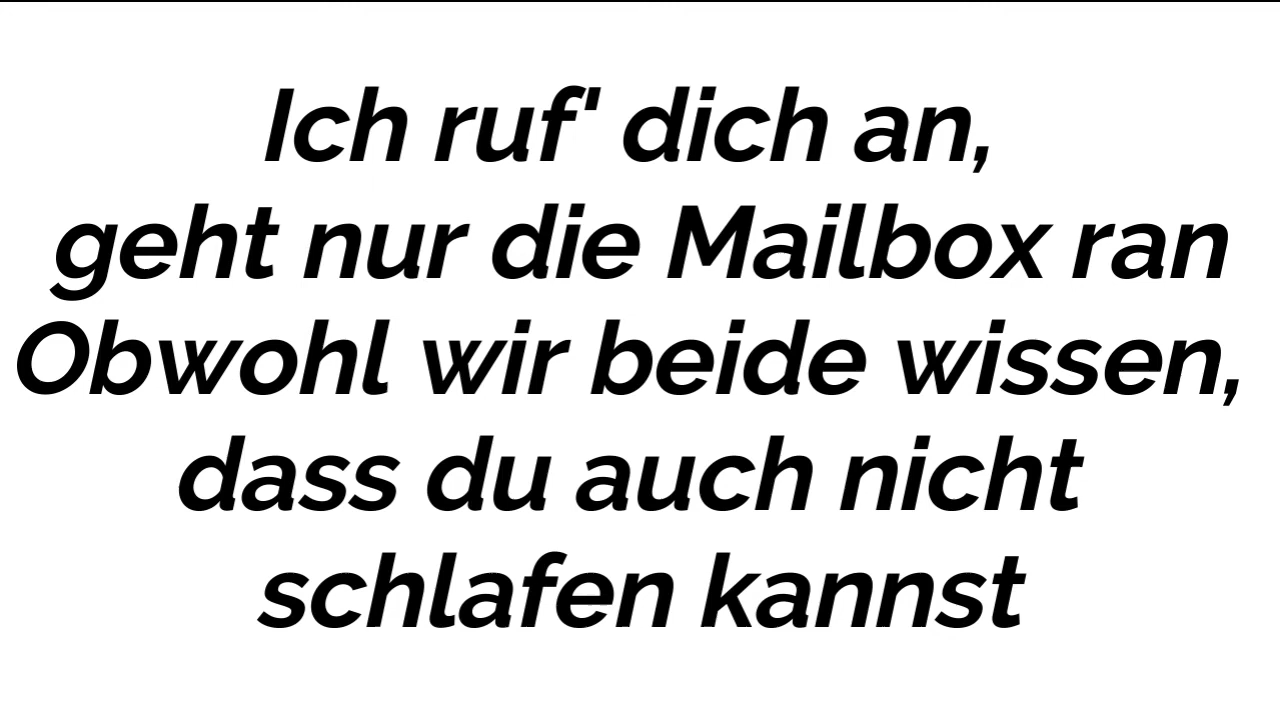 Ich ruf' dich an,
geht nur die Mailbox ran
Obwohl wir beide wissen,
dass du auch nicht
schlafen kannst